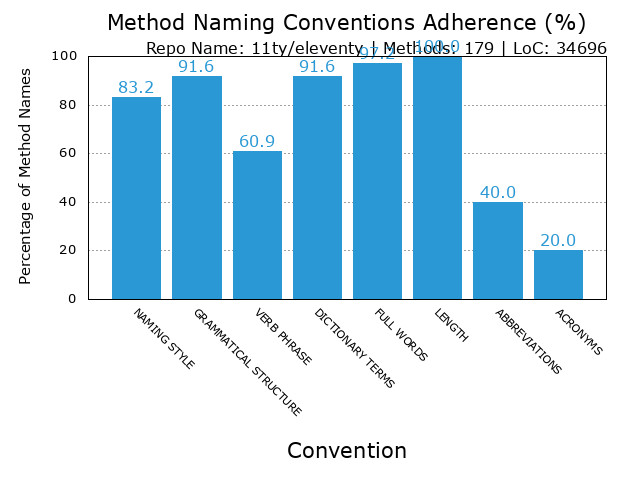 Method Naming Conventions Adherence (%)
Repo Name: 11ty/eleventy | Methods: 179 | LoC: 34696
Percentage of Method Names
100
80
60
40
20
0
83.2
91.6
60.9
91.6
97.2
100.0
40.0
20.0
NAMING STYLE
GRAMMATICAL STRUCTURE
VERB PHRASE
DICTIONARY TERMS
FULL WORDS
LENGTH
ABBREVIATIONS
ACRONYMS
Convention